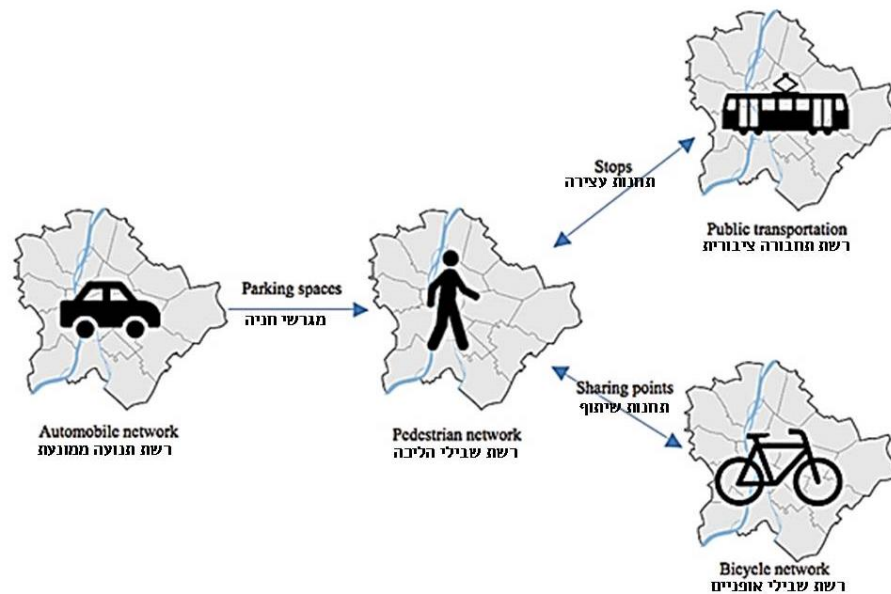 Stops
תחנות עצירה
Public transportation
רשת תחבורה ציבורית
Parking spaces
מגרשי חניה
Automobile network
רשת תנועה ממונעת
Pedestrian network
רשת שבילי הליכה
Sharing points
תחנות שיתוף
Bicycle network
רשת שבילי אופניים